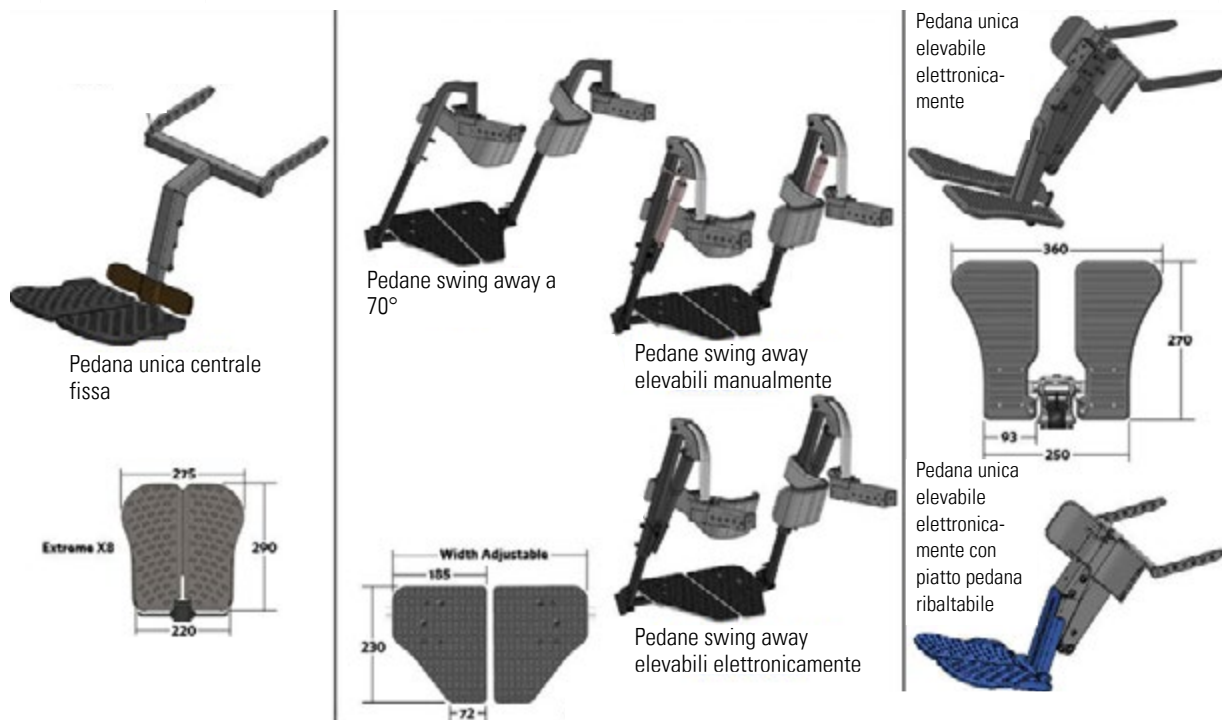 Pedana unica centrale
fissa
275
Extreme X8
290
220
Pedane swing away a
70°
Pedane swing away
elevabili manualmente
Pedane swing away
elevabili elettronicamente
Width Adjustable
185
230
72
Pedana unica
elevabile
elettronica-
mente
360
270
93
250
Pedana unica
elevabile
elettronica-
mente con
piatto pedana
ribaltabile